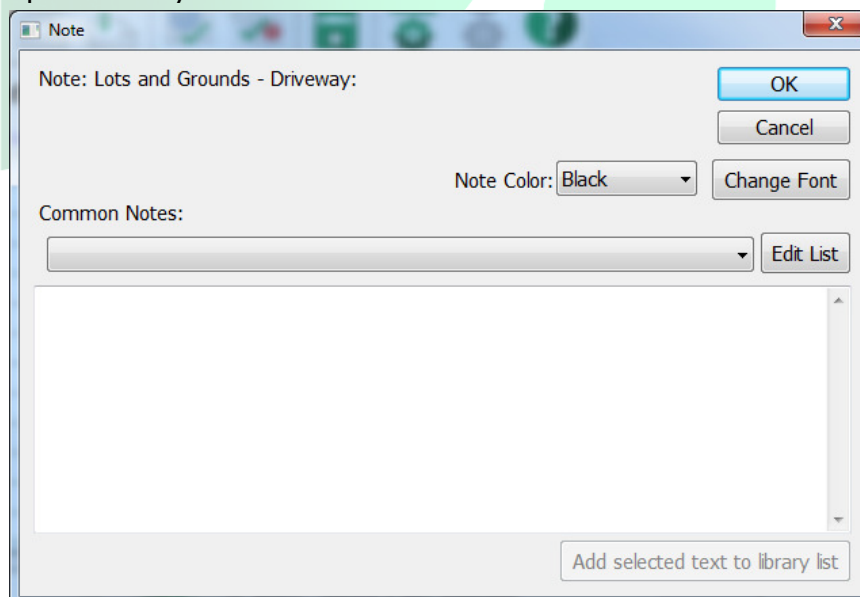 Note
Note: Lots and Grounds - Driveway:
OK
Cancel
Note Color: Black
Change Font
Common Notes:
Edit List
Add selected text to library list